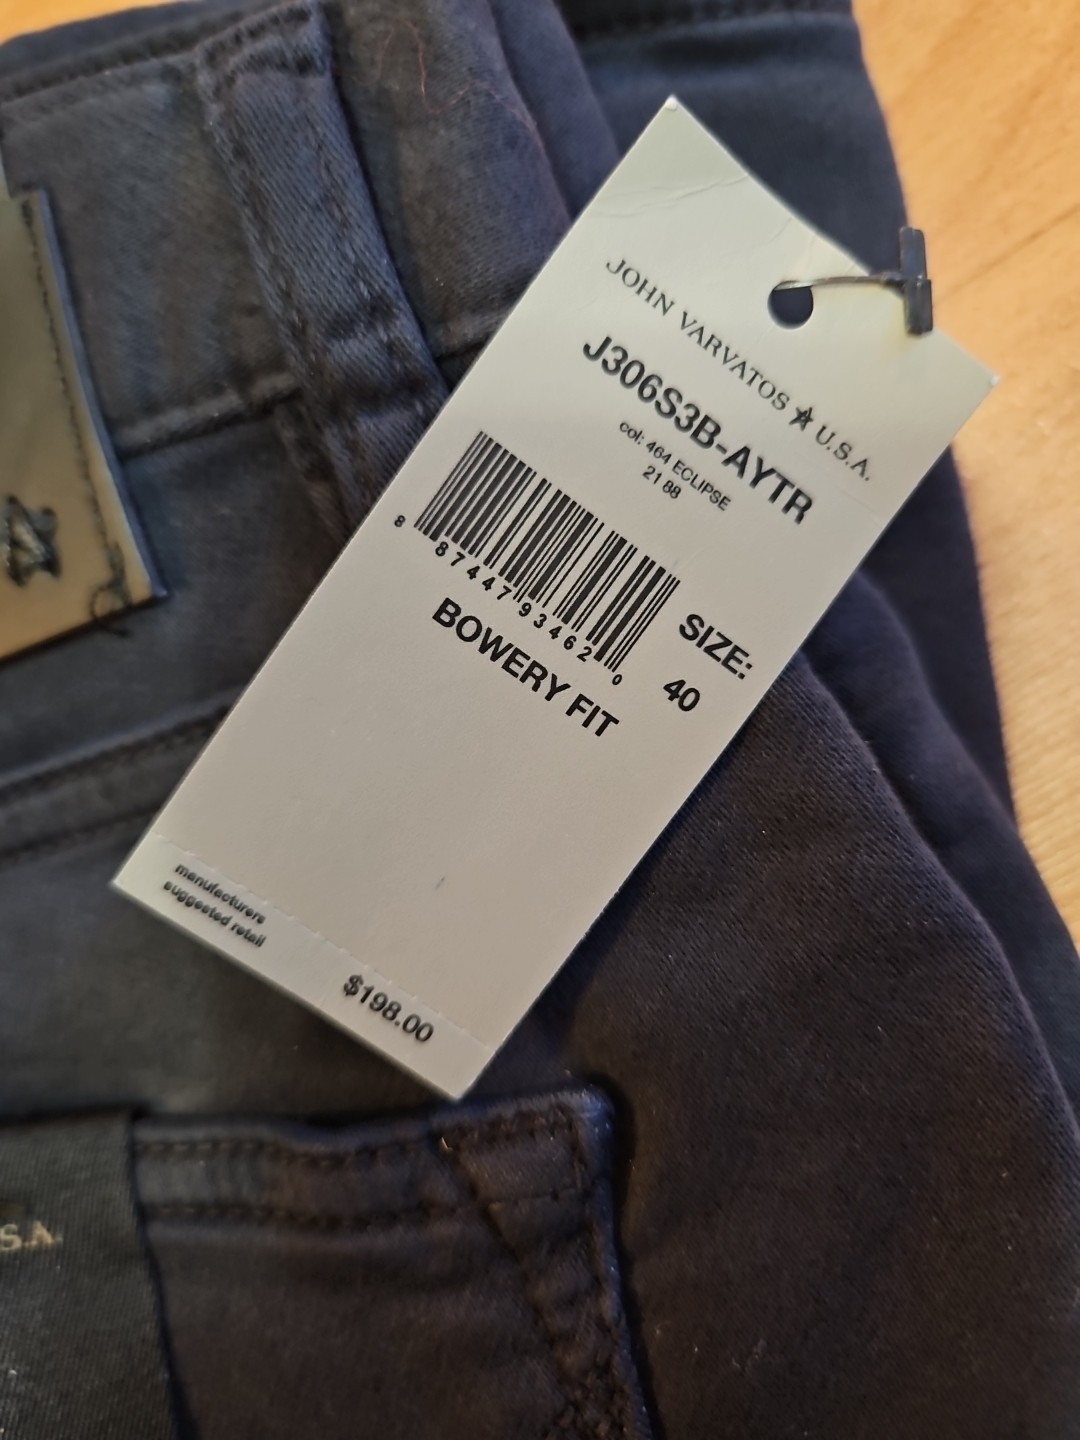 JOHN VARVATOS ★ U.S.A.
J306S3B-AYTR
col: 464 ECLIPSE
21 88
8 87447 93462 0
SIZE:
40
BOWERY FIT
manufacturers
suggested retail
$198.00
S.A.